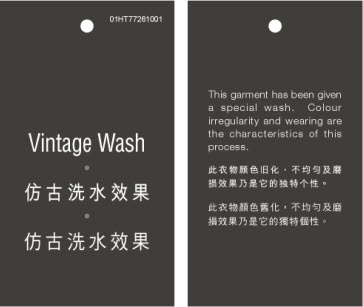 01HT77261001
Vintage Wash
仿古洗水效果
仿古洗水效果
This garment has been given
a special wash. Colour
irregularity and wearing are
the characteristics of this
process.
此衣物顏色旧化，不均匀及磨
損效果乃是它的独特个性。
此衣物顏色舊化，不均勻及磨
損效果乃是它的獨特個性。